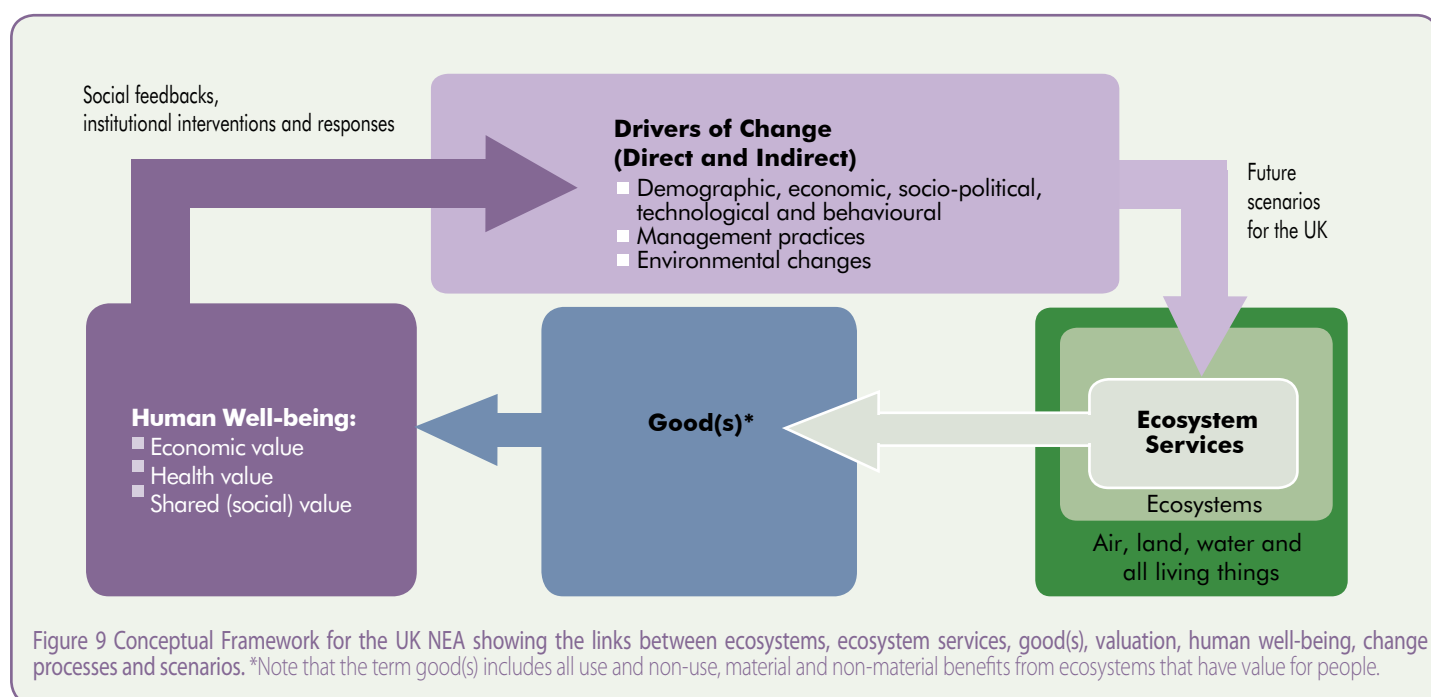 Social feedbacks,
institutional interventions and responses
Drivers of Change
(Direct and Indirect)
Demographic, economic, socio-political,
technological and behavioural
Management practices
Environmental changes
Future
scenarios
for the UK
Human Well-being:
Economic value
Health value
Shared (social) value
Good(s)*
Ecosystem
Services
Ecosystems
Air, land, water and
all living things
Figure 9 Conceptual Framework for the UK NEA showing the links between ecosystems, ecosystem services, good(s), valuation, human well-being, change
processes and scenarios. *Note that the term good(s) includes all use and non-use, material and non-material benefits from ecosystems that have value for people.